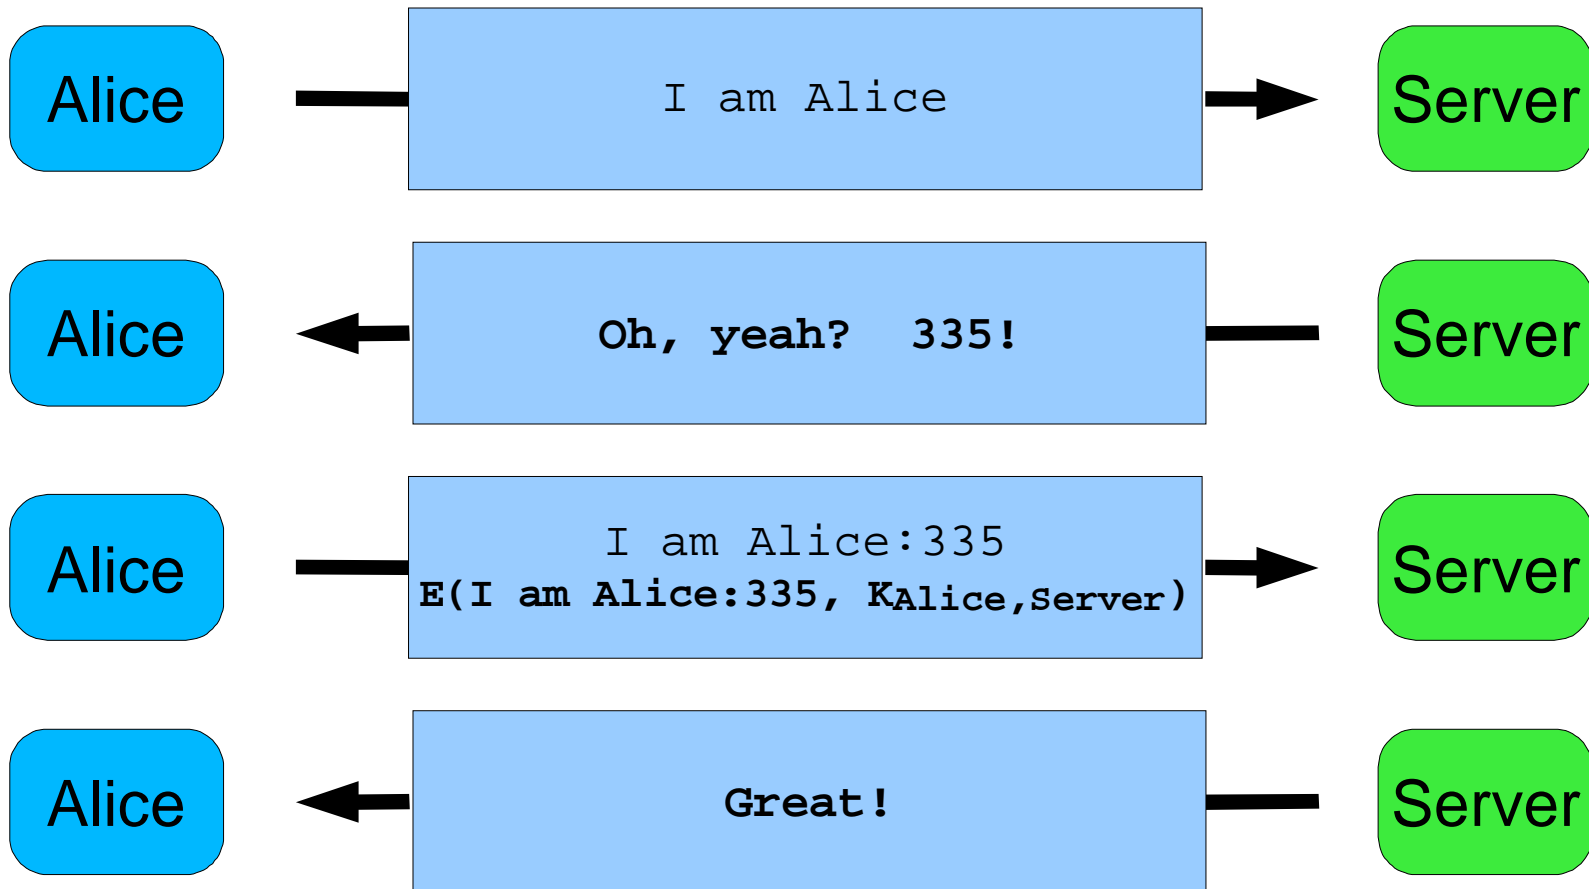 Alice I am Alice Server
Alice Oh, yeah? 335! Server
Alice I am Alice:335 Server
E(I am Alice:335, KAlice,Server)
Alice Great! Server